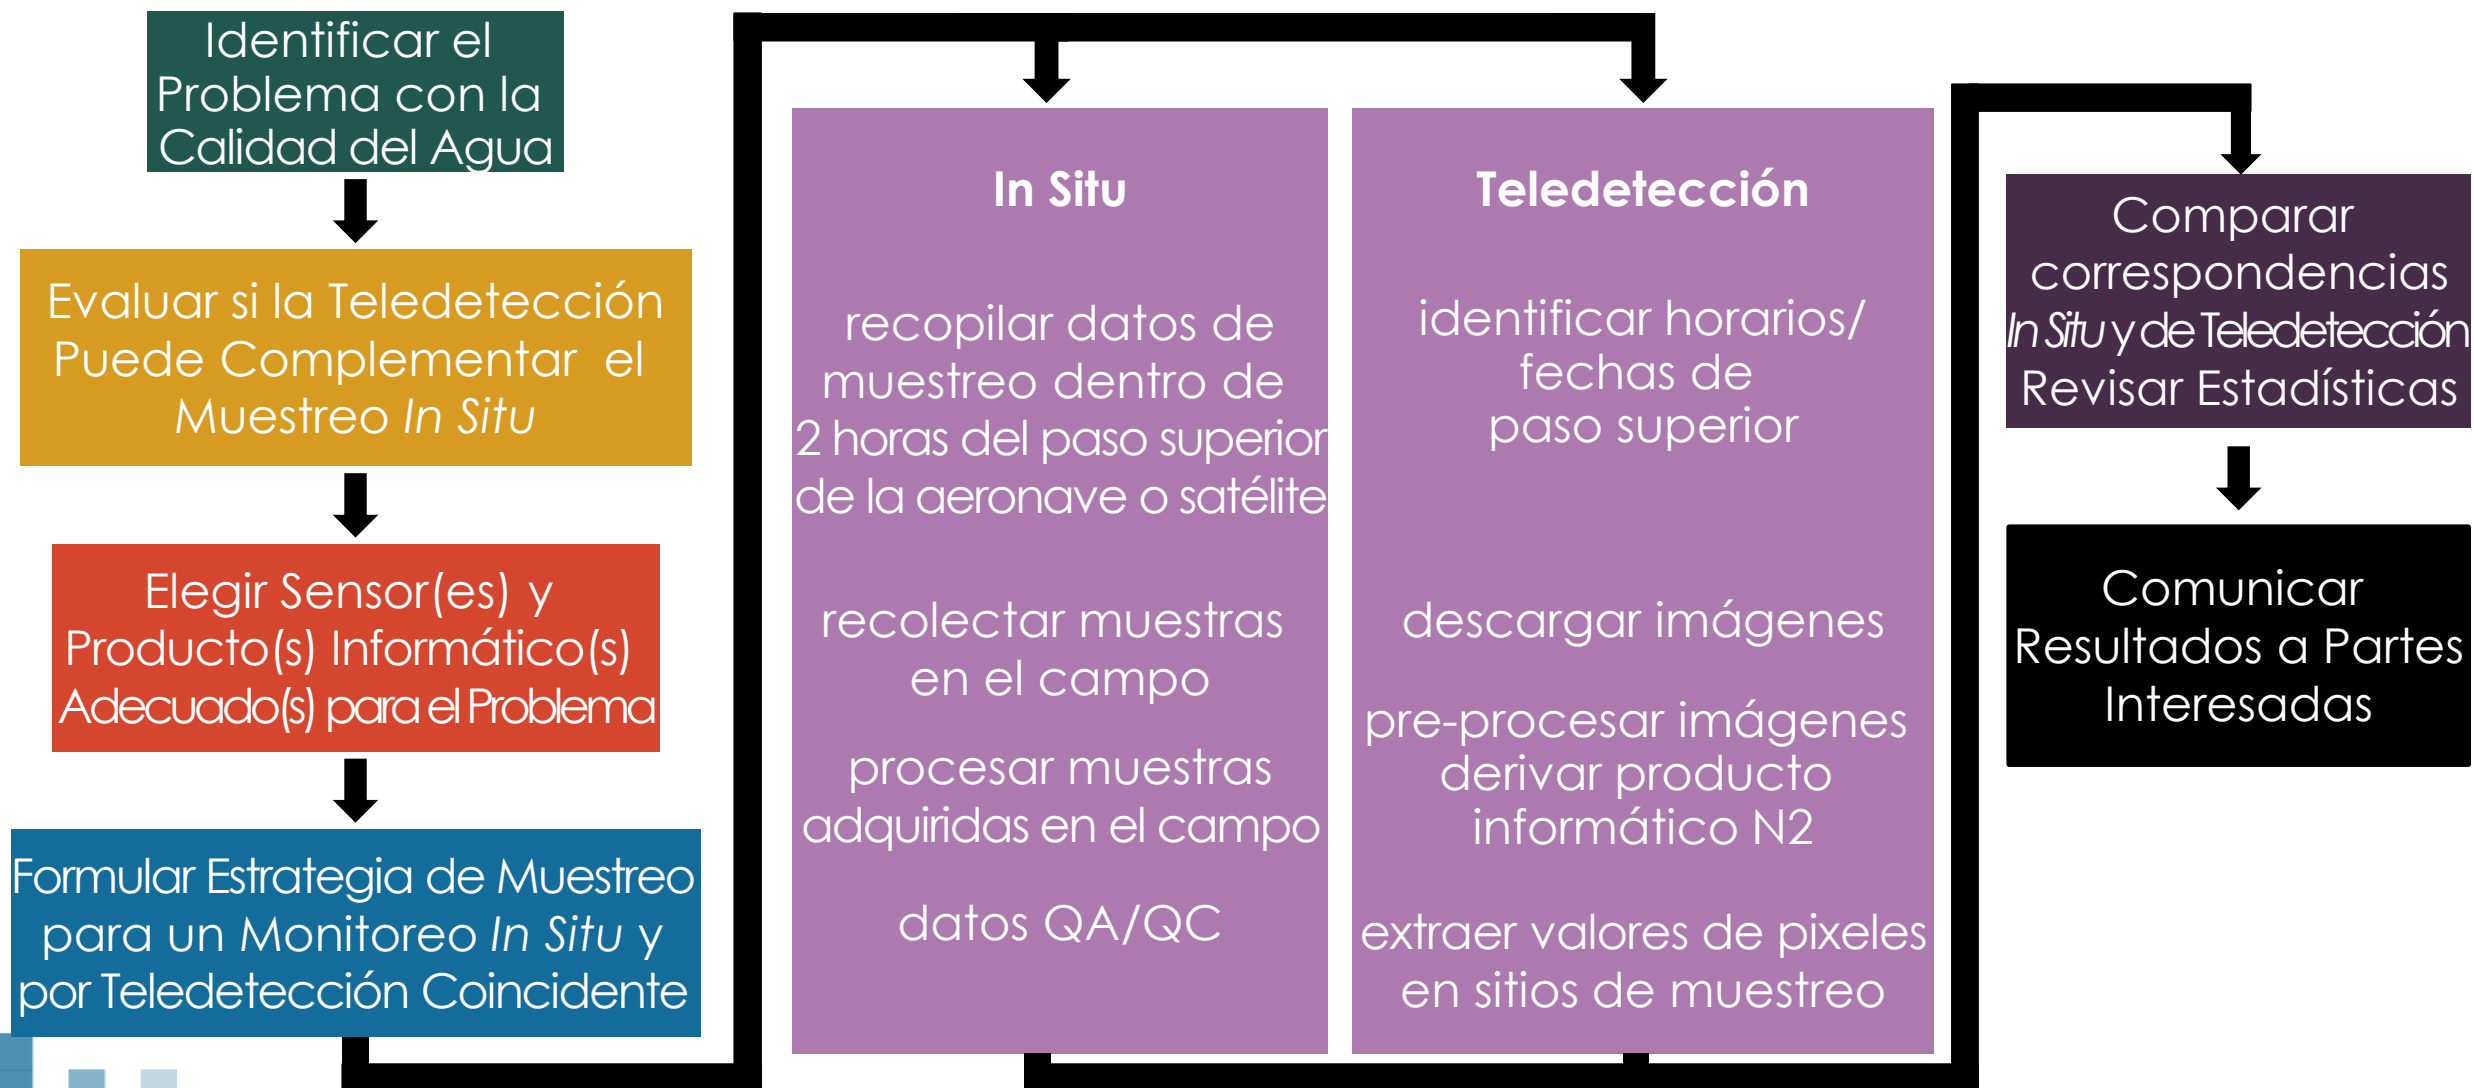 Identificar el
Problema con la
Calidad del Agua
Evaluar si la Teledetección
Puede Complementar el
Muestreo In Situ
Elegir Sensor(es) y
Producto(s) Informático(s)
Adecuado(s) para el Problema
Formular Estrategia de Muestreo
para un Monitoreo In Situ y
por Teledetección Coincidente
In Situ
recopilar datos de
muestreo dentro de
2 horas del paso superior
de la aeronave o satélite
recolectar muestras
en el campo
procesar muestras
adquiridas en el campo
datos QA/QC
Teledetección
identificar horarios/
fechas de
paso superior
descargar imágenes
pre-procesar imágenes
derivar producto
informático N2
extraer valores de pixeles
en sitios de muestreo
Comparar
correspondencias
In Situ y de Teledetección
Revisar Estadísticas
Comunicar
Resultados a Partes
Interesadas